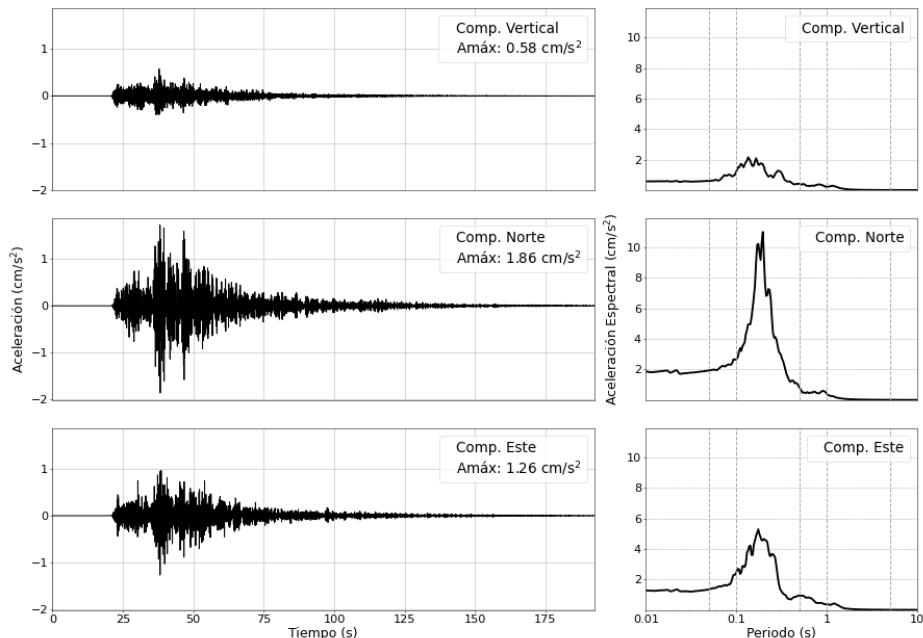 Comp. Vertical
Amáx: 0.58 cm/s²
1
0
−1
−2
Comp. Vertical
10
8
6
4
2
Aceleración (cm/s²)
Comp. Norte
Amáx: 1.86 cm/s²
1
0
−1
−2
Aceleración Espectral (cm/s²)
Comp. Norte
10
8
6
4
2
Comp. Este
Amáx: 1.26 cm/s²
1
0
−1
−2
0 25 50 75 100 125 150 175
Tiempo (s)
Comp. Este
10
8
6
4
2
0.01 0.1 1 10
Periodo (s)